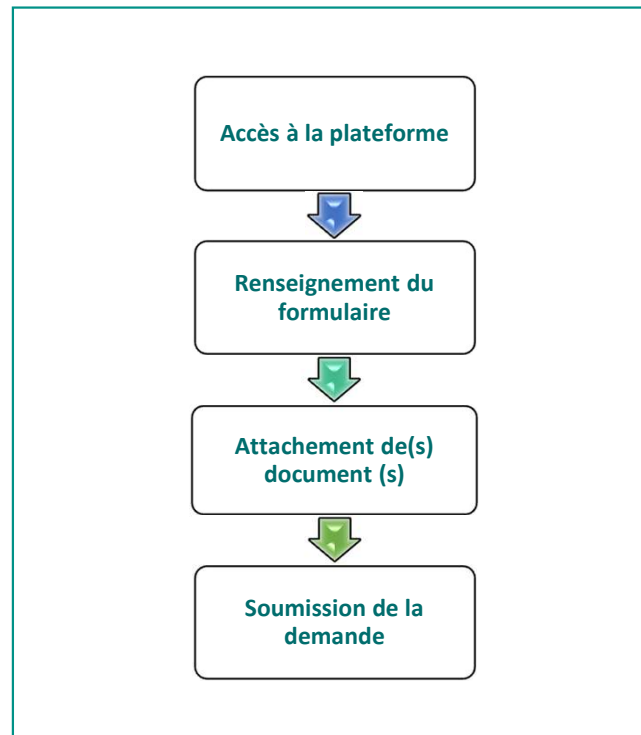 Accès à la plateforme
Renseignement du
formulaire
Attachement de(s)
document (s)
Soumission de la
demande